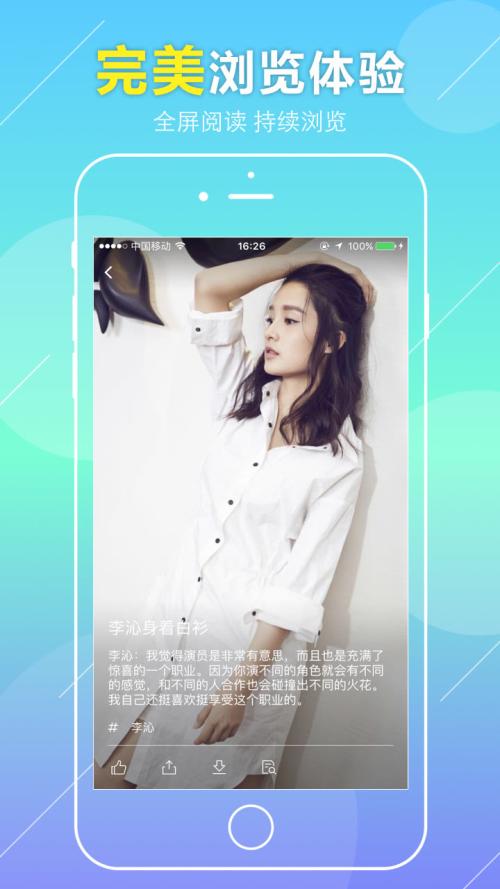 完美浏览体验
全屏阅读 持续浏览
中国移动 16:26 100%
李沁身着白衫
李沁：我觉得演员是非常有意思，而且也是充满了
惊喜的一个职业。因为你演不同的角色就会有不同
的感觉，和不同的人合作也会碰撞出不同的火花。
我自己还挺喜欢挺享受这个职业的。
# 李沁